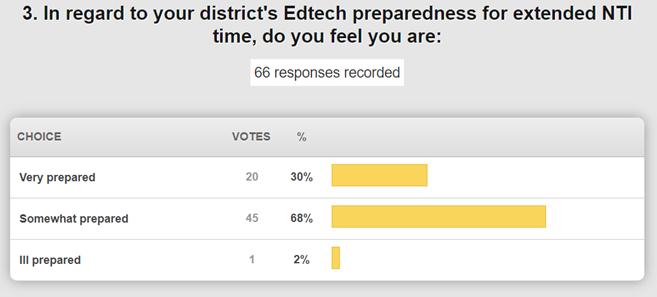 3. In regard to your district's Edtech preparedness for extended NTI
time, do you feel you are:
66 responses recorded
CHOICE VOTES %
Very prepared 20 30%
Somewhat prepared 45 68%
Ill prepared 1 2%